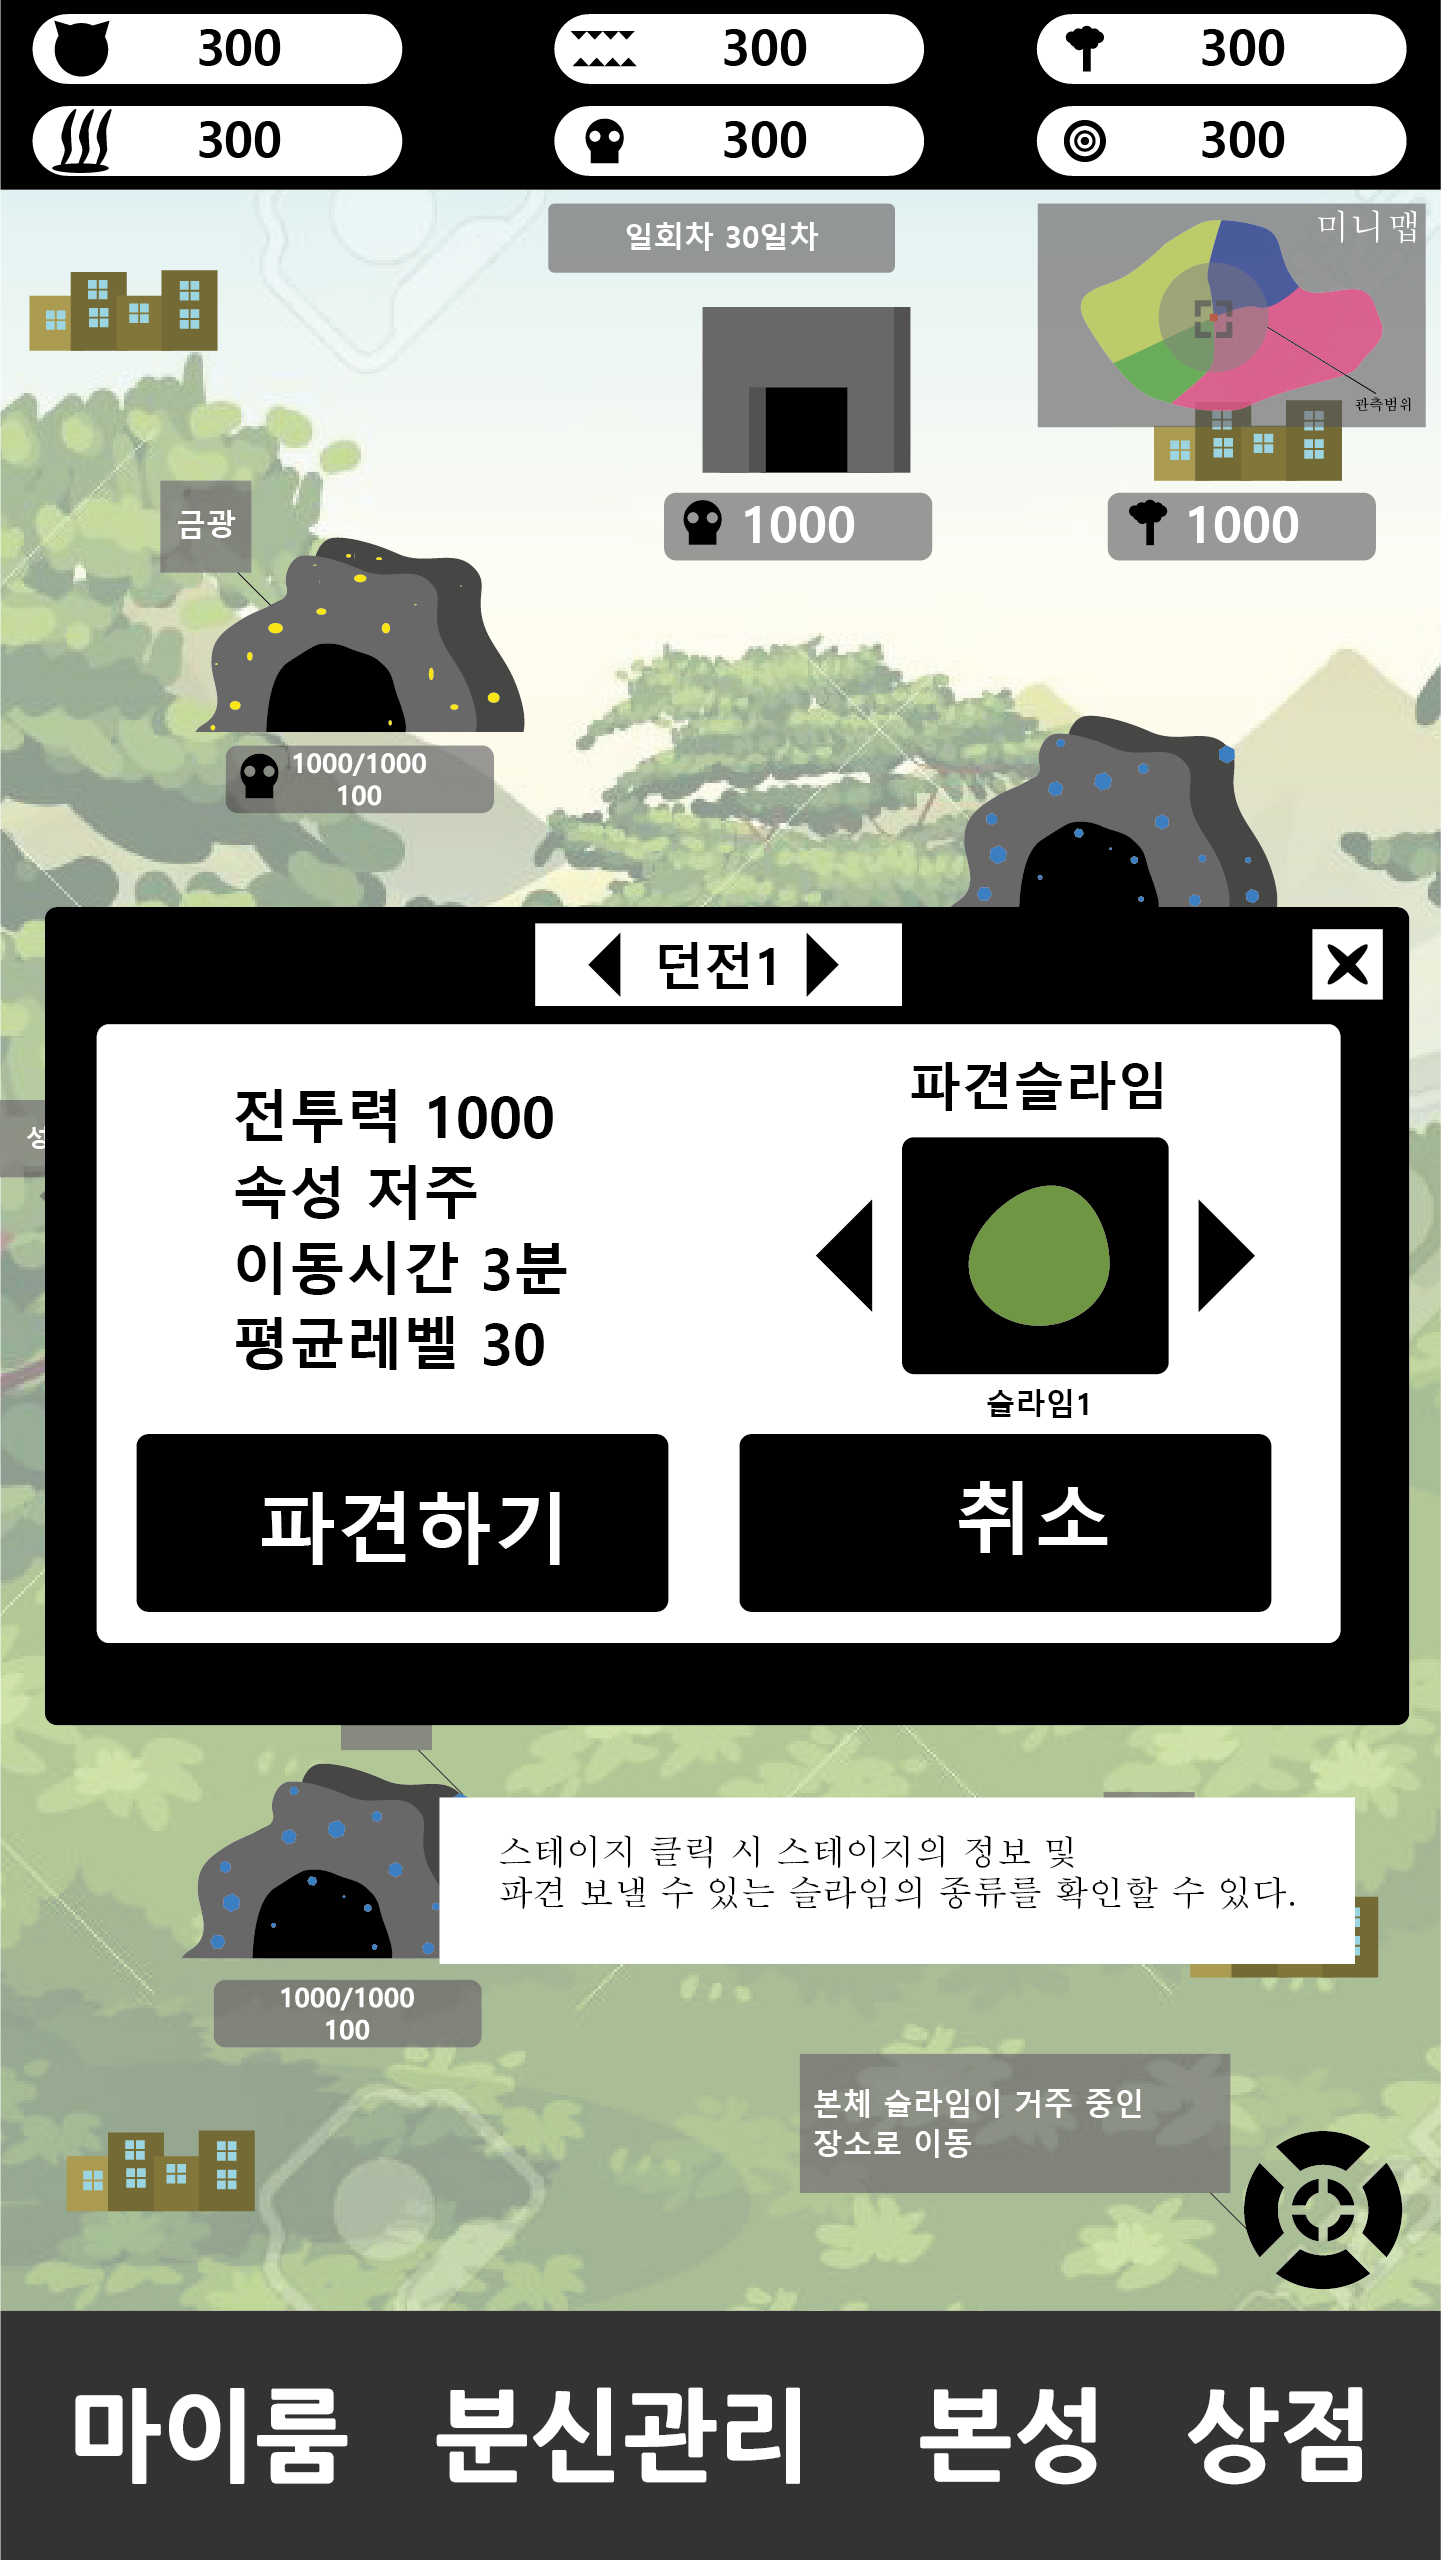 300
300
300
300
300
300
일회차 30일차
미니맵
관측범위
금광
1000
1000
1000/1000
100
던전1
전투력 1000
속성 저주
이동시간 3분
평균레벨 30
파견슬라임
슬라임1
파견하기
취소
스테이지 클릭 시 스테이지의 정보 및
파견 보낼 수 있는 슬라임의 종류를 확인할 수 있다.
1000/1000
100
본체 슬라임이 거주 중인
장소로 이동
마이룸
분신관리
본성
상점